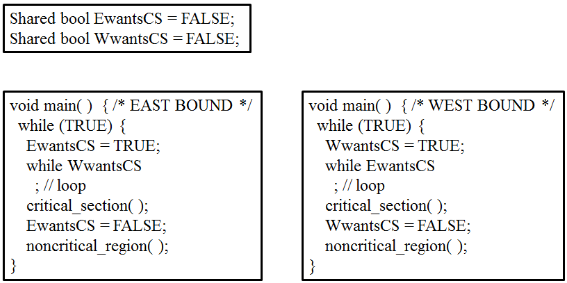 Shared bool EwantsCS = FALSE;
Shared bool WwantsCS = FALSE;
void main( ) { /* EAST BOUND */
while (TRUE) {
EwantsCS = TRUE;
while WwantsCS
; // loop
critical_section( );
EwantsCS = FALSE;
noncritical_region( );
}
void main( ) { /* WEST BOUND */
while (TRUE) {
WwantsCS = TRUE;
while EwantsCS
; // loop
critical_section( );
WwantsCS = FALSE;
noncritical_region( );
}